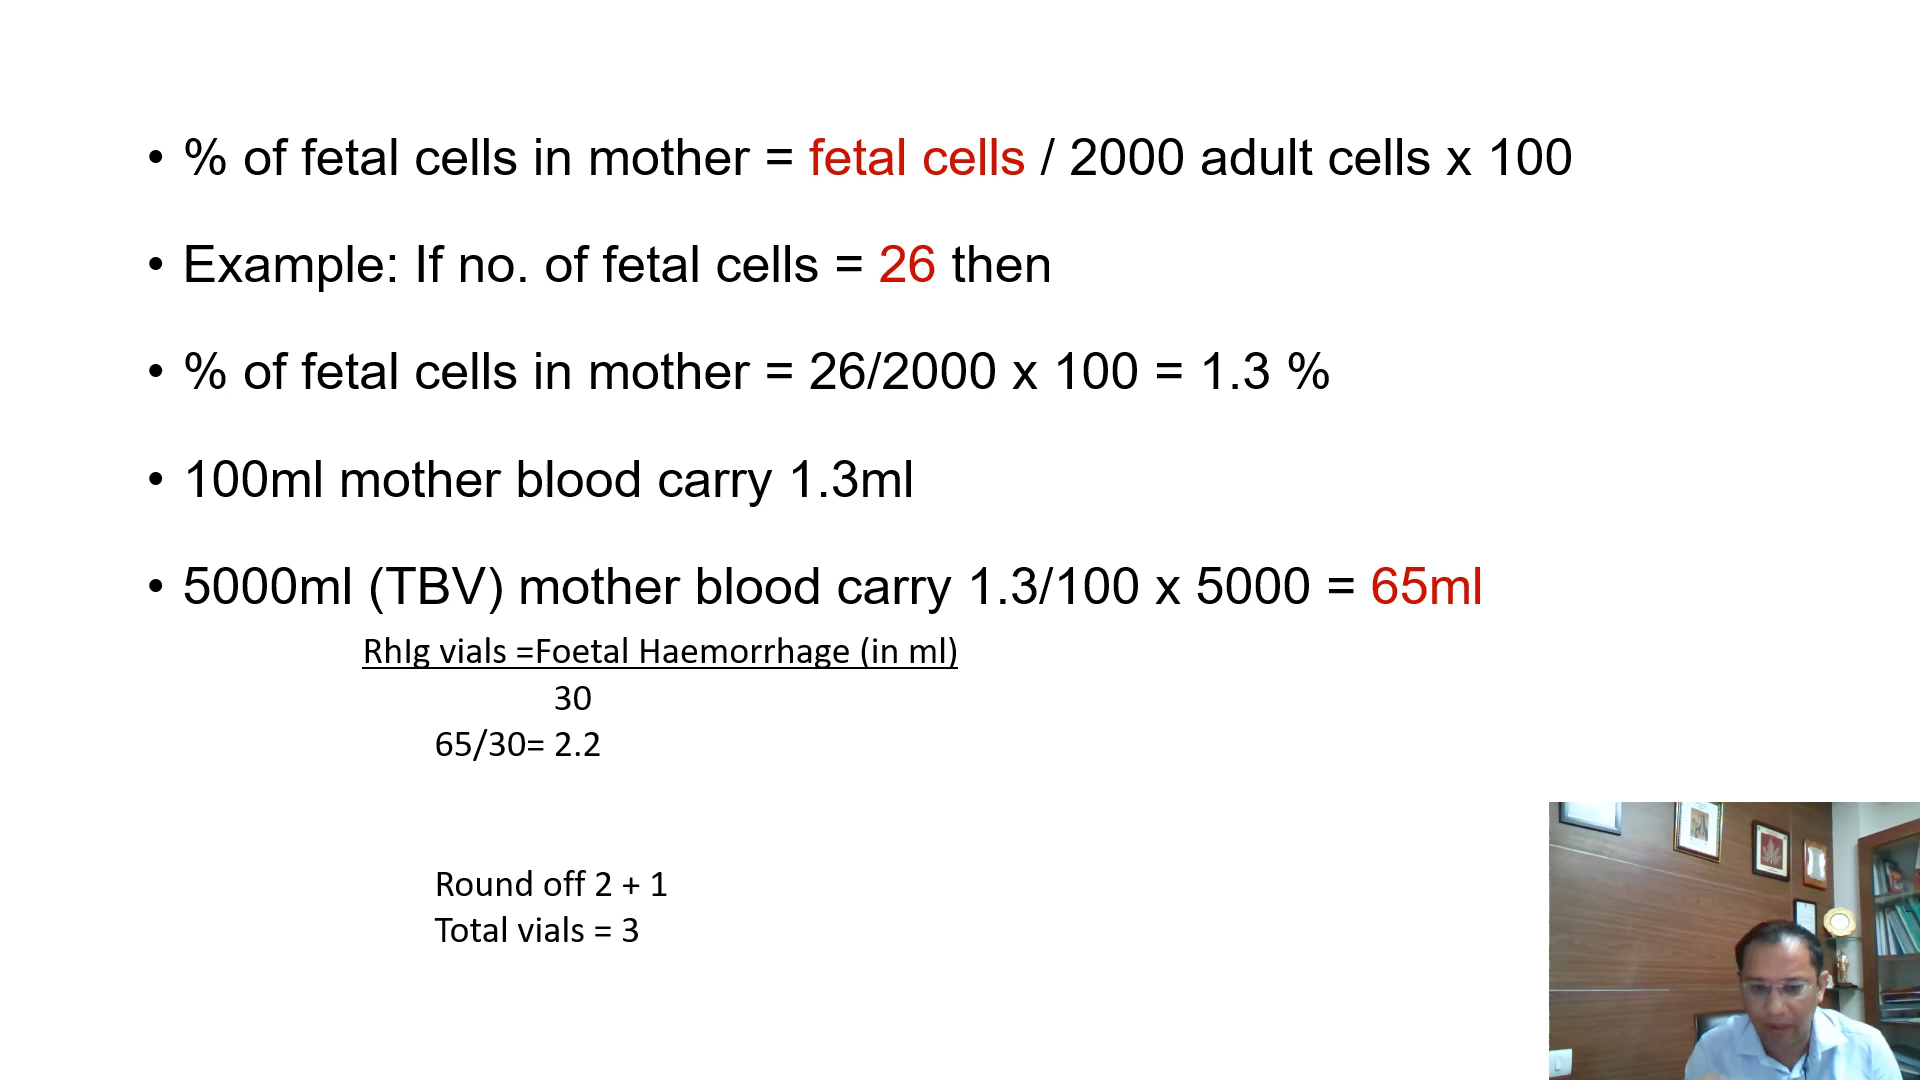 • % of fetal cells in mother = fetal cells / 2000 adult cells x 100
• Example: If no. of fetal cells = 26 then
• % of fetal cells in mother = 26/2000 x 100 = 1.3 %
• 100ml mother blood carry 1.3ml
• 5000ml (TBV) mother blood carry 1.3/100 x 5000 = 65ml
RhIg vials =Foetal Haemorrhage (in ml)
30
65/30= 2.2
Round off 2 + 1
Total vials = 3